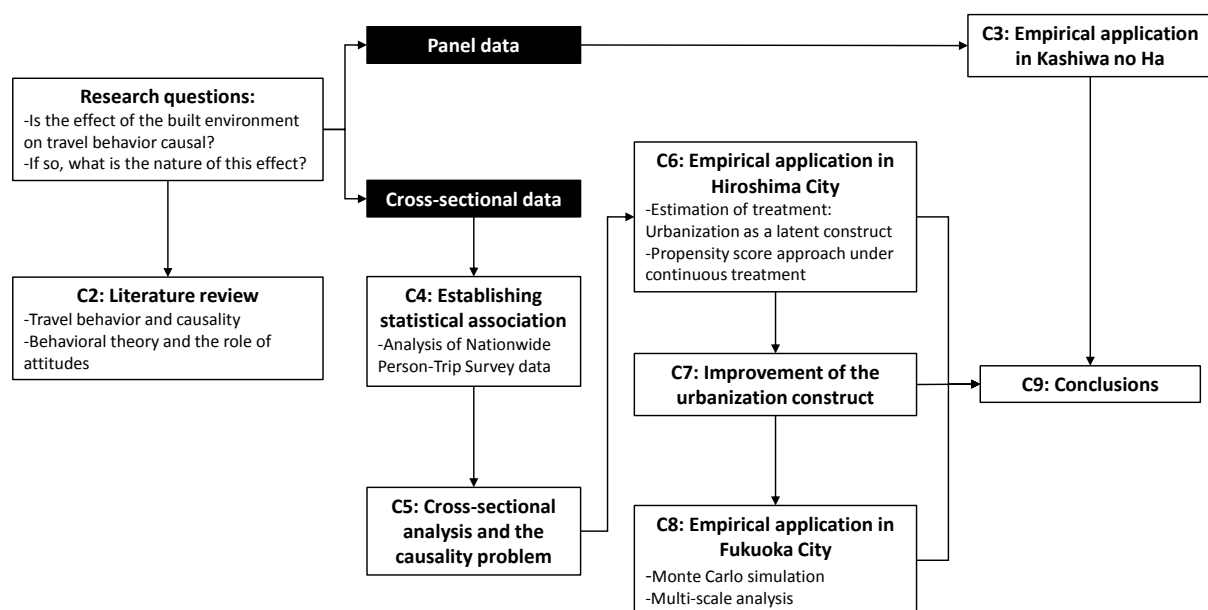 Panel data
C3: Empirical application
in Kashiwa no Ha
Research questions:
-Is the effect of the built environment
on travel behavior causal?
-If so, what is the nature of this effect?
Cross-sectional data
C2: Literature review
-Travel behavior and causality
-Behavioral theory and the role of
attitudes
C4: Establishing
statistical association
-Analysis of Nationwide
Person-Trip Survey data
C5: Cross-sectional
analysis and the
causality problem
C6: Empirical application in
Hiroshima City
-Estimation of treatment:
Urbanization as a latent construct
-Propensity score approach under
continuous treatment
C7: Improvement of the
urbanization construct
C8: Empirical application in
Fukuoka City
-Monte Carlo simulation
-Multi-scale analysis
C9: Conclusions